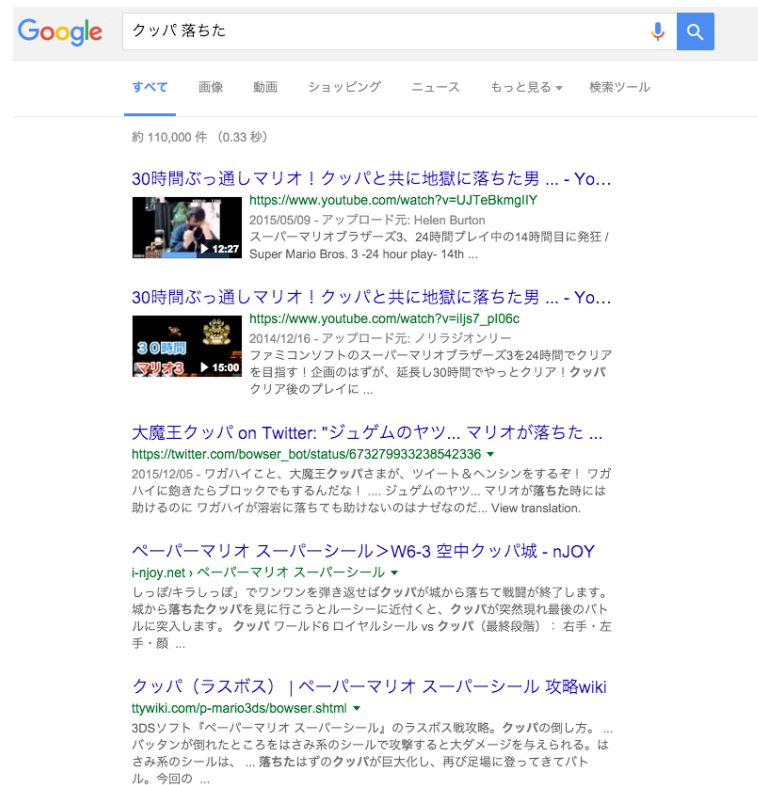 Google
クッパ 落ちた
すべて 画像 動画 ショッピング ニュース もっと見る 検索ツール
約 110,000 件 （0.33 秒）
30時間ぶっ通しマリオ！クッパと共に地獄に落ちた男 ... - Yo...
https://www.youtube.com/watch?v=UJTeBkmgIIY
2015/05/09 - アップロード元: Helen Burton
スーパーマリオブラザーズ3、24時間プレイ中の14時間目に発狂 /
Super Mario Bros. 3 -24 hour play- 14th ...
12:27
30時間ぶっ通しマリオ！クッパと共に地獄に落ちた男 ... - Yo...
https://www.youtube.com/watch?v=iIjs7_pI06c
2014/12/16 - アップロード元: ノリラジオンリー
ファミコンソフトのスーパーマリオブラザーズ3を24時間でクリア
を目指す！企画のはずが、延長し30時間でやっとクリア！クッパ
クリア後のプレイに ...
30時間
マリオ3
15:00
大魔王クッパ on Twitter: "ジュゲムのヤツ... マリオが落ちた ...
https://twitter.com/bowser_bot/status/673279933238542336
2015/12/05 - ワガハイこと、大魔王クッパさまが、ツイート＆ヘンシンをするぞ！ ワガ
ハイに飽きたらブロックでもするんだな！ .... ジュゲムのヤツ... マリオが落ちた時には
助けるのに ワガハイが溶岩に落ちても助けないのはナゼなのだ... View translation.
ペーパーマリオ スーパーシール＞W6-3 空中クッパ城 - nJOY
i-njoy.net › ペーパーマリオ スーパーシール
しっぽ/キラしっぽ」でワンワンを弾き返せばクッパが城から落ちて戦闘が終了します。
城から落ちたクッパを見に行こうとルーシーに近付くと、クッパが突然現れ最後のバト
ルに突入します。 クッパ ワールド6 ロイヤルシール vs クッパ（最終段階）： 右手・左
手・顔 ...
クッパ（ラスボス） | ペーパーマリオ スーパーシール 攻略wiki
ttywiki.com/p-mario3ds/bowser.shtml
3DSソフト『ペーパーマリオ スーパーシール』のラスボス戦攻略。クッパの倒し方。 ...
バッタンが倒れたところをはさみ系のシールで攻撃すると大ダメージを与えられる。は
さみ系のシールは、 ... 落ちたはずのクッパが巨大化し、再び足場に登ってきてバト
ル。今回の ...